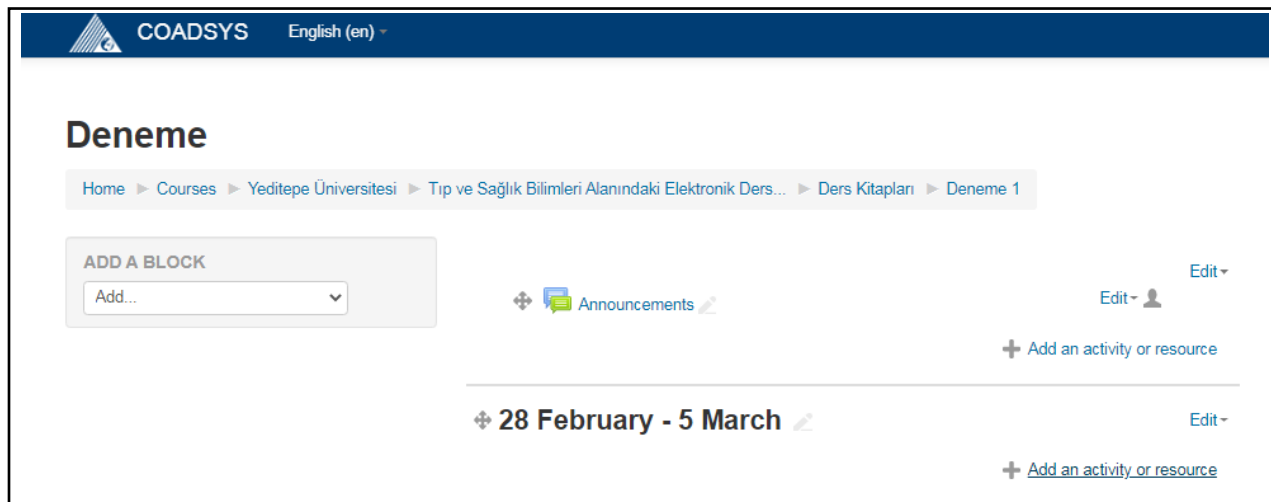 COADSYS English (en)
Deneme
Home ► Courses ► Yeditepe Üniversitesi ► Tıp ve Sağlık Bilimleri Alanındaki Elektronik Ders... ► Ders Kitapları ► Deneme 1
ADD A BLOCK
Add...
Edit
Announcements Edit
Add an activity or resource
28 February - 5 March Edit
Add an activity or resource